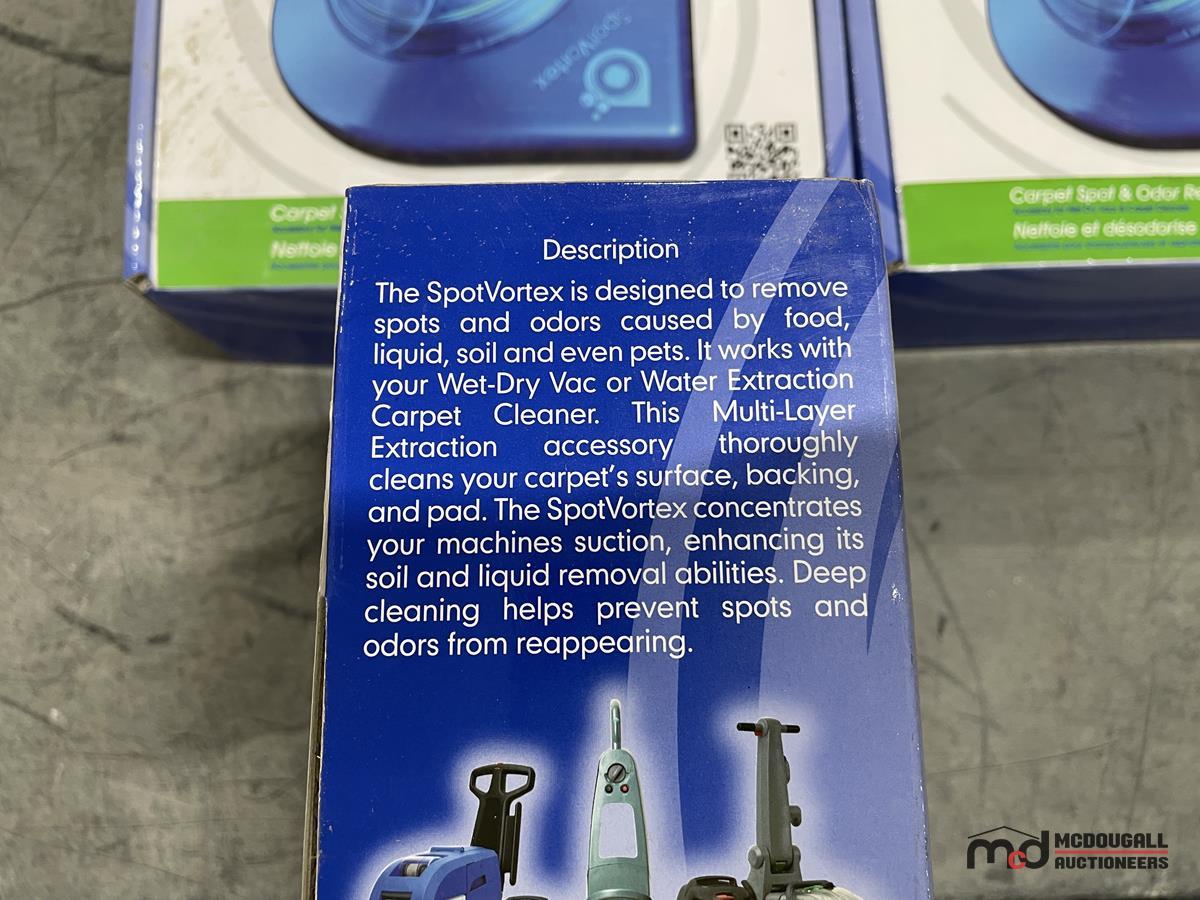 SpotVortex
Carpet
Nettoie
Carpet Spot & Odor Re
Nettoie et désodorise
Description
The SpotVortex is designed to remove
spots and odors caused by food,
liquid, soil and even pets. It works with
your Wet-Dry Vac or Water Extraction
Carpet Cleaner. This Multi-Layer
Extraction accessory thoroughly
cleans your carpet's surface, backing,
and pad. The SpotVortex concentrates
your machines suction, enhancing its
soil and liquid removal abilities. Deep
cleaning helps prevent spots and
odors from reappearing.
mcd MCDOUGALL
AUCTIONEERS